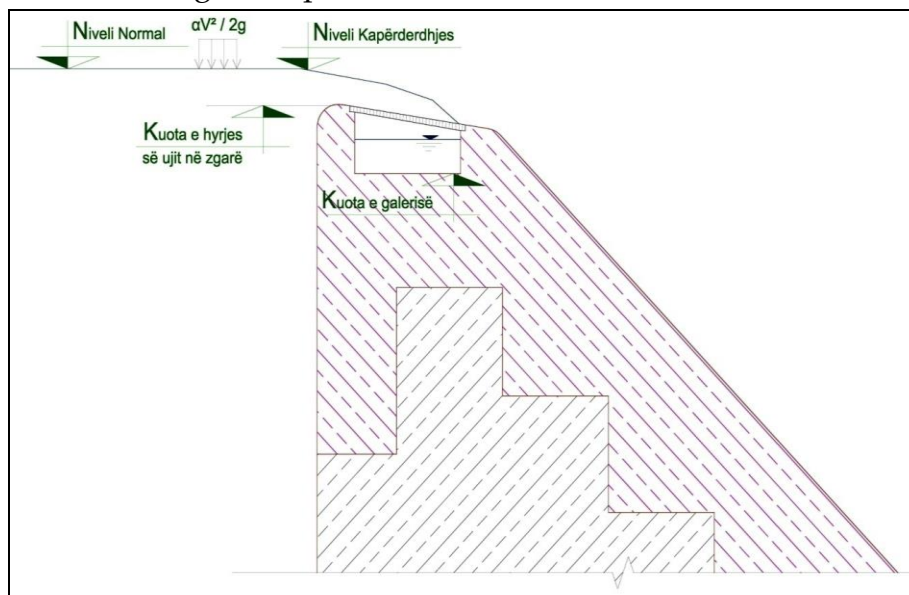 Niveli Normal
αV² / 2g
Niveli Kapërderdhjes
Kuota e hyrjes
së ujit në zgarë
Kuota e galerisë